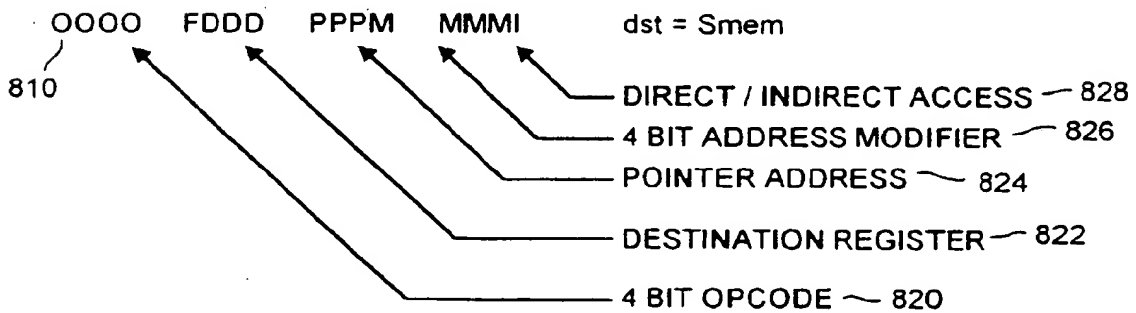 OOOO FDDD PPPM MMMI dst = Smem
810
DIRECT / INDIRECT ACCESS 828
4 BIT ADDRESS MODIFIER 826
POINTER ADDRESS 824
DESTINATION REGISTER 822
4 BIT OPCODE 820